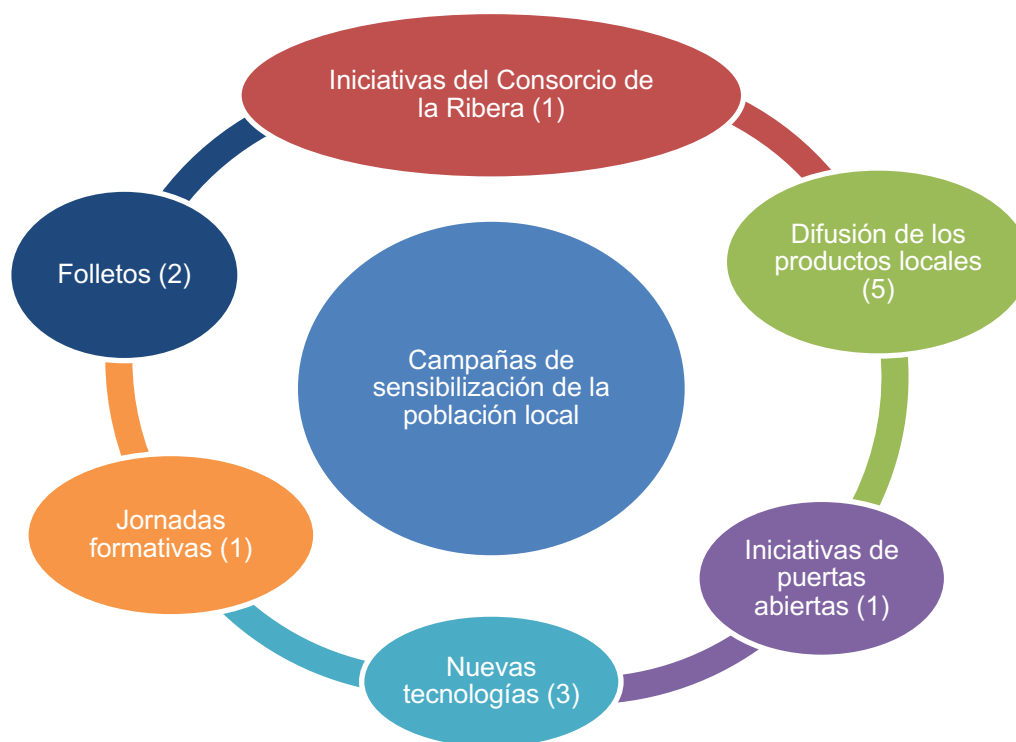 Iniciativas del Consorcio de
la Ribera (1)
Difusión de los
productos locales
(5)
Folletos (2)
Campañas de
sensibilización de la
población local
Jornadas
formativas (1)
Iniciativas de
puertas
abiertas (1)
Nuevas
tecnologías (3)